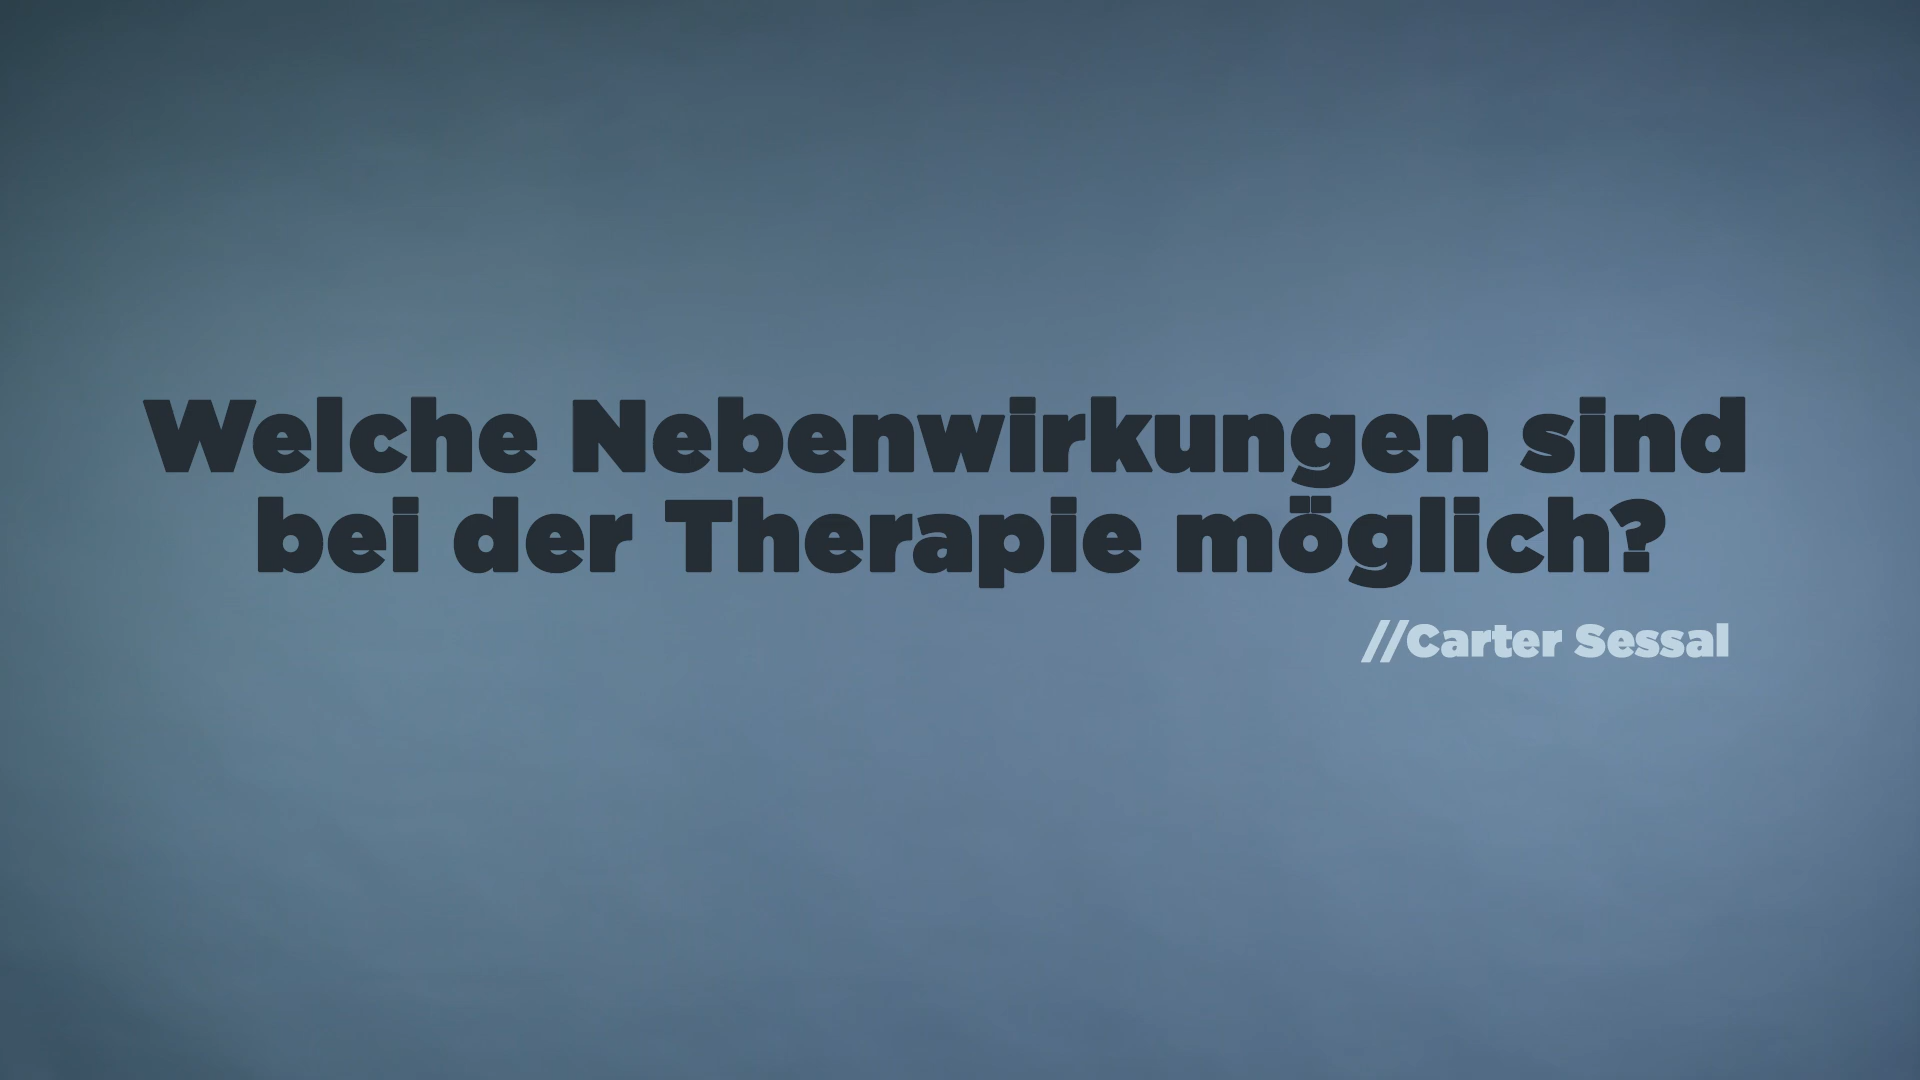 Welche Nebenwirkungen sind
bei der Therapie möglich?
//Carter Sessal